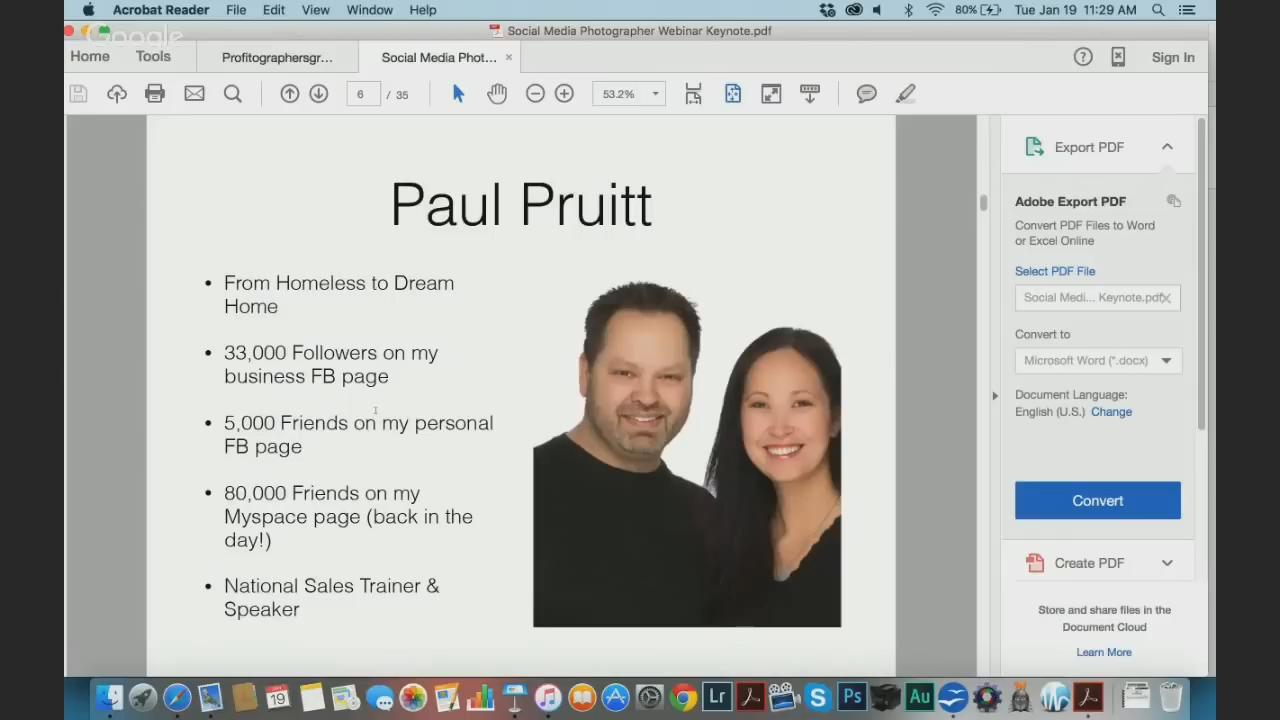 Acrobat Reader File Edit View Window Help 80% Tue Jan 19 11:29 AM
Social Media Photographer Webinar Keynote.pdf
Google
Home Tools Profitographersgr... Social Media Phot... × Sign In
6 / 35 53.2%
Paul Pruitt
• From Homeless to Dream
Home
• 33,000 Followers on my
business FB page
• 5,000 Friends on my personal
FB page
• 80,000 Friends on my
Myspace page (back in the
day!)
• National Sales Trainer &
Speaker
Export PDF
Adobe Export PDF
Convert PDF Files to Word
or Excel Online
Select PDF File
Social Medi... Keynote.pdf
Convert to
Microsoft Word (*.docx)
Document Language:
English (U.S.) Change
Convert
Create PDF
Store and share files in the
Document Cloud
Learn More
19 Lr S Ps Au W